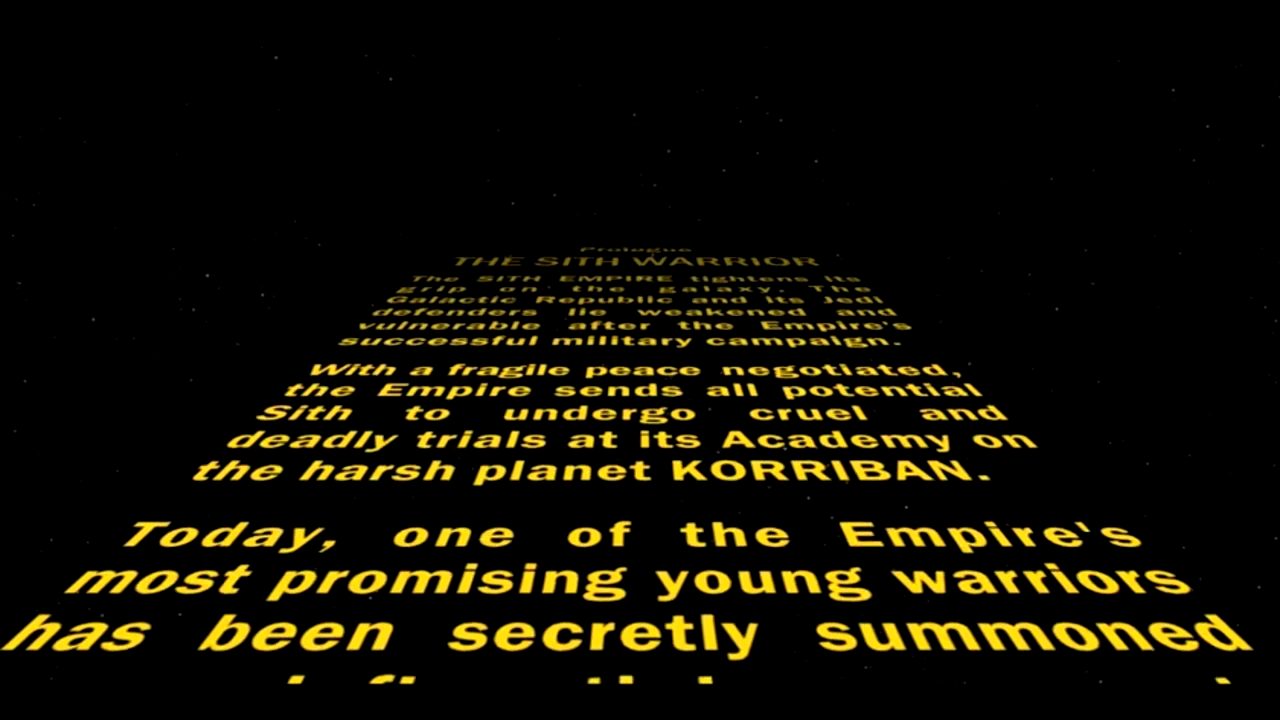 Prologue
THE SITH WARRIOR
The SITH EMPIRE tightens its
grip on the galaxy. The
Galactic Republic and its Jedi
defenders lie weakened and
vulnerable after the Empire's
successful military campaign.
With a fragile peace negotiated,
the Empire sends all potential
Sith to undergo cruel and
deadly trials at its Academy on
the harsh planet KORRIBAN.
Today, one of the Empire's
most promising young warriors
has been secretly summoned